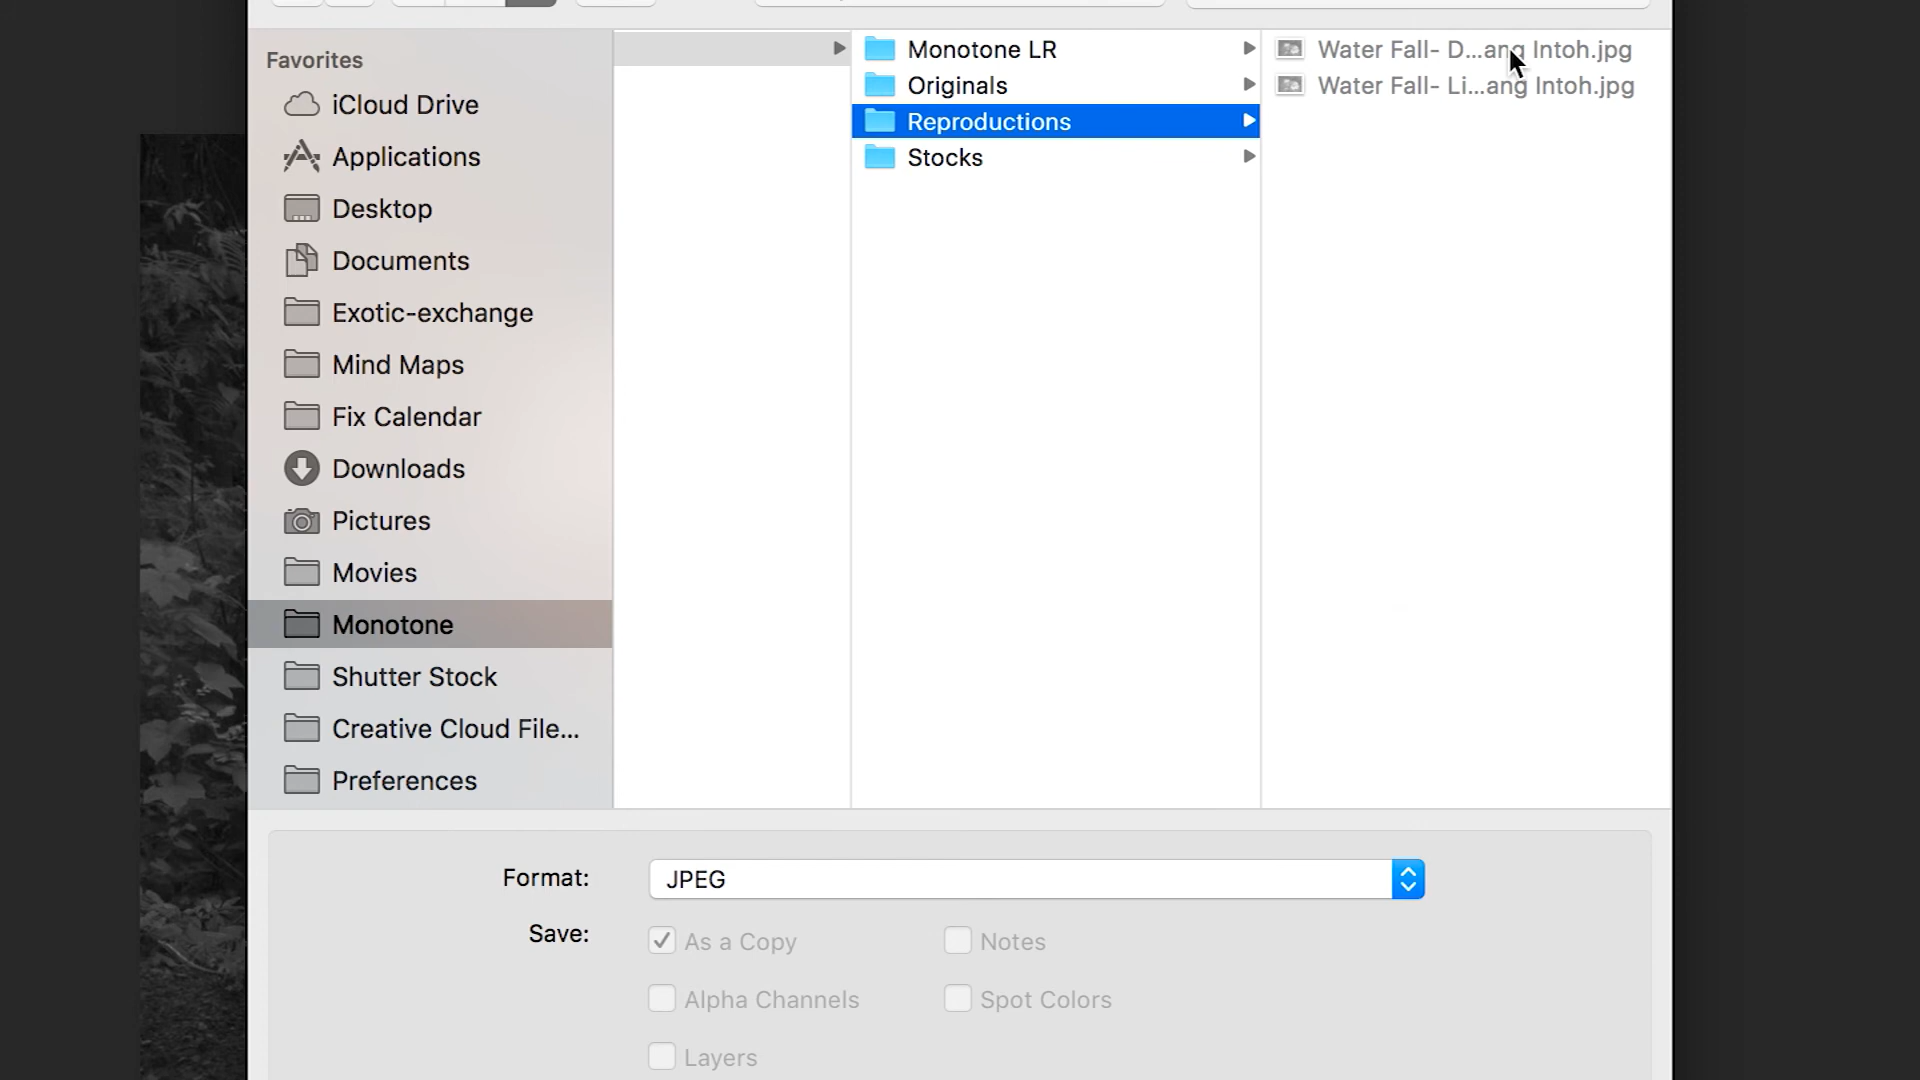 Favorites
iCloud Drive
Applications
Desktop
Documents
Exotic-exchange
Mind Maps
Fix Calendar
Downloads
Pictures
Movies
Monotone
Shutter Stock
Creative Cloud File...
Preferences
Monotone LR
Originals
Reproductions
Stocks
Water Fall- D...ang Intoh.jpg
Water Fall- Li...ang Intoh.jpg
Format: JPEG
Save: As a Copy Notes
Alpha Channels Spot Colors
Layers